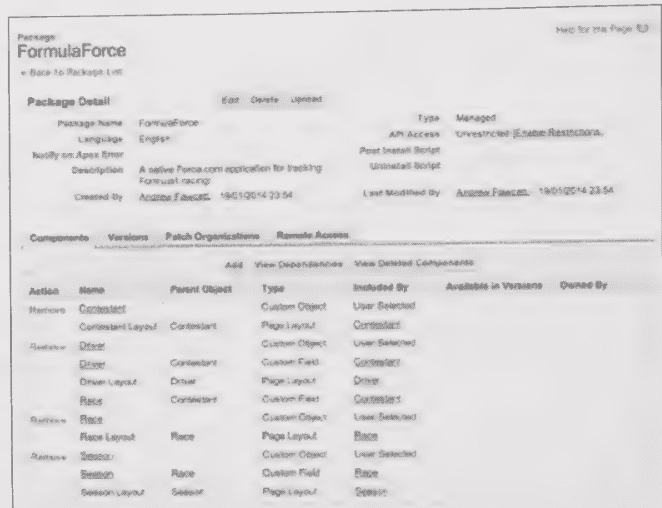 Package
FormulaForce
Help for this Page
« Back to Package List
Package Detail Edit Delete Upload
Package Name FormulaForce Type Managed
Language English API Access Unrestricted [Enable Restrictions]
Notify on Apex Error Post Install Script
Description A native Force.com application for tracking Uninstall Script
racing.
Created By Andrew Fawcett, 19/01/2014 23:54 Last Modified By Andrew Fawcett, 19/01/2014 23:54
Components Versions Patch Organizations Remote Access
Add View Dependencies View Deleted Components
Action Name Parent Object Type Included By Available in Versions Owned By
Remove Contestant Custom Object User Selected
Contestant Layout Contestant Page Layout Contestant
Remove Driver Custom Object User Selected
Driver Contestant Custom Field Contestant
Driver Layout Driver Page Layout Driver
Race Contestant Custom Field Contestant
Remove Race Custom Object User Selected
Race Layout Race Page Layout Race
Remove Season Custom Object User Selected
Season Race Custom Field Race
Season Layout Season Page Layout Season